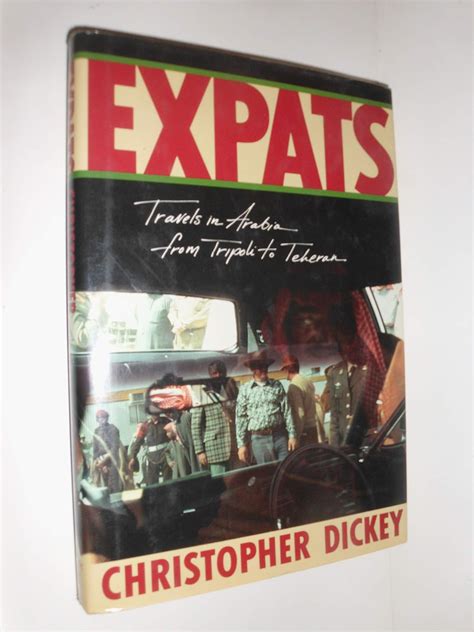 EXPATS
Travels in Arabia
from Tripoli to Teheran
CHRISTOPHER DICKEY